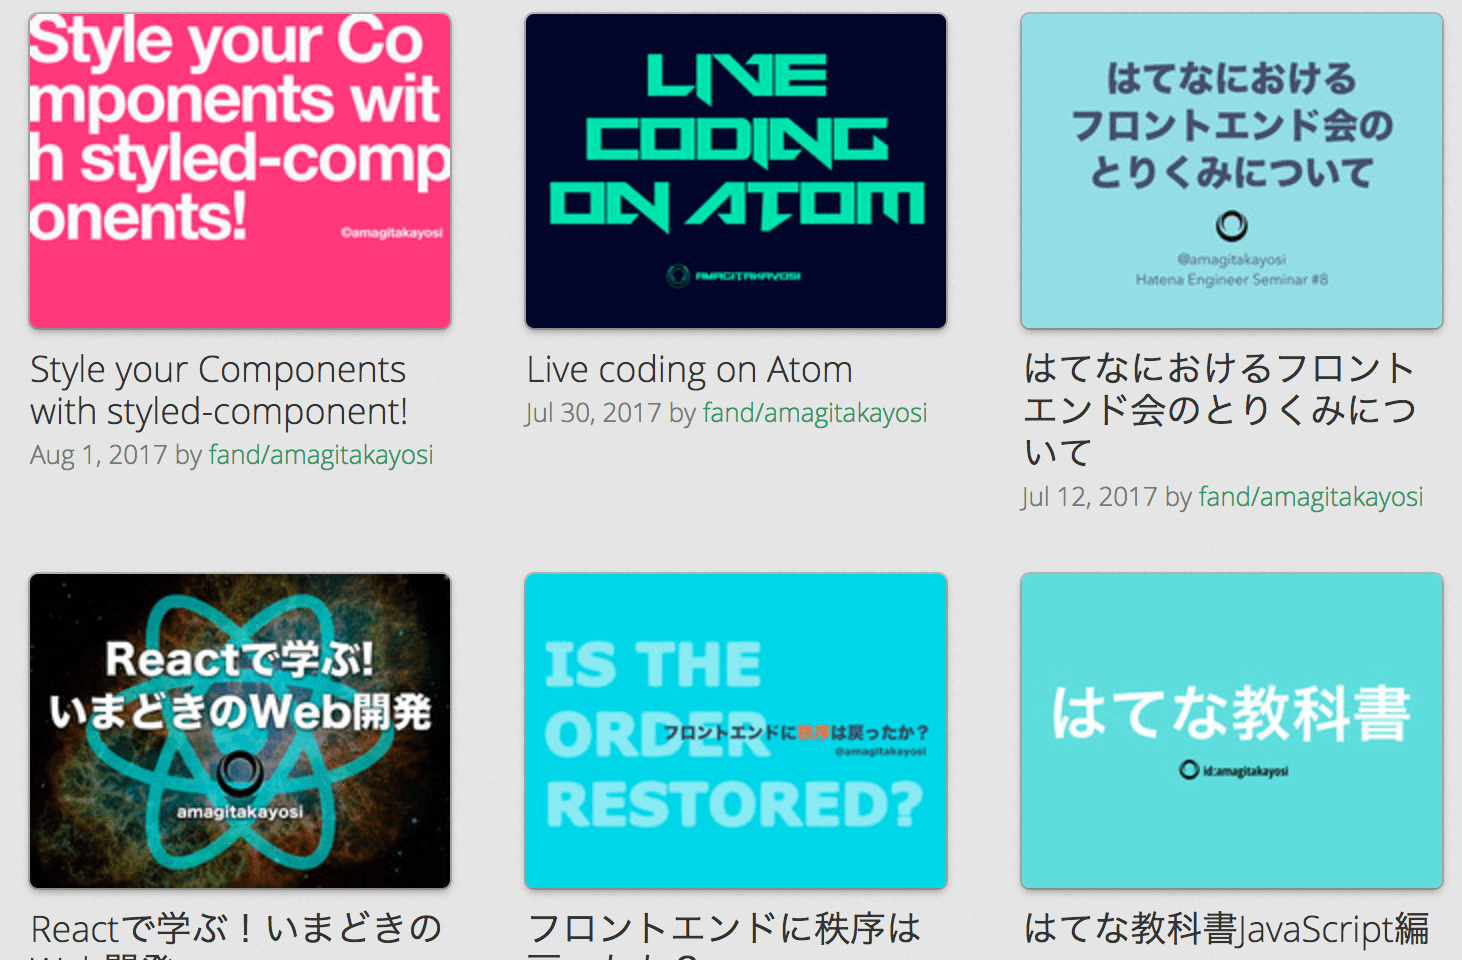 Style your Co
mponents wit
h styled-comp
onents!
©amagitakayosi
Style your Components
with styled-component!
Aug 1, 2017 by fand/amagitakayosi
LIVE
CODING
ON ATOM
AMAGITAKAYOSI
Live coding on Atom
Jul 30, 2017 by fand/amagitakayosi
はてなにおける
フロントエンド会の
とりくみについて
@amagitakayosi
Hatena Engineer Seminar #8
はてなにおけるフロント
エンド会のとりくみにつ
いて
Jul 12, 2017 by fand/amagitakayosi
Reactで学ぶ!
いまどきのWeb開発
amagitakayosi
Reactで学ぶ！いまどきの
Web開発
IS THE
ORDER
RESTORED?
フロントエンドに秩序は戻ったか？
@amagitakayosi
フロントエンドに秩序は
戻ったか？
はてな教科書
id:amagitakayosi
はてな教科書JavaScript編